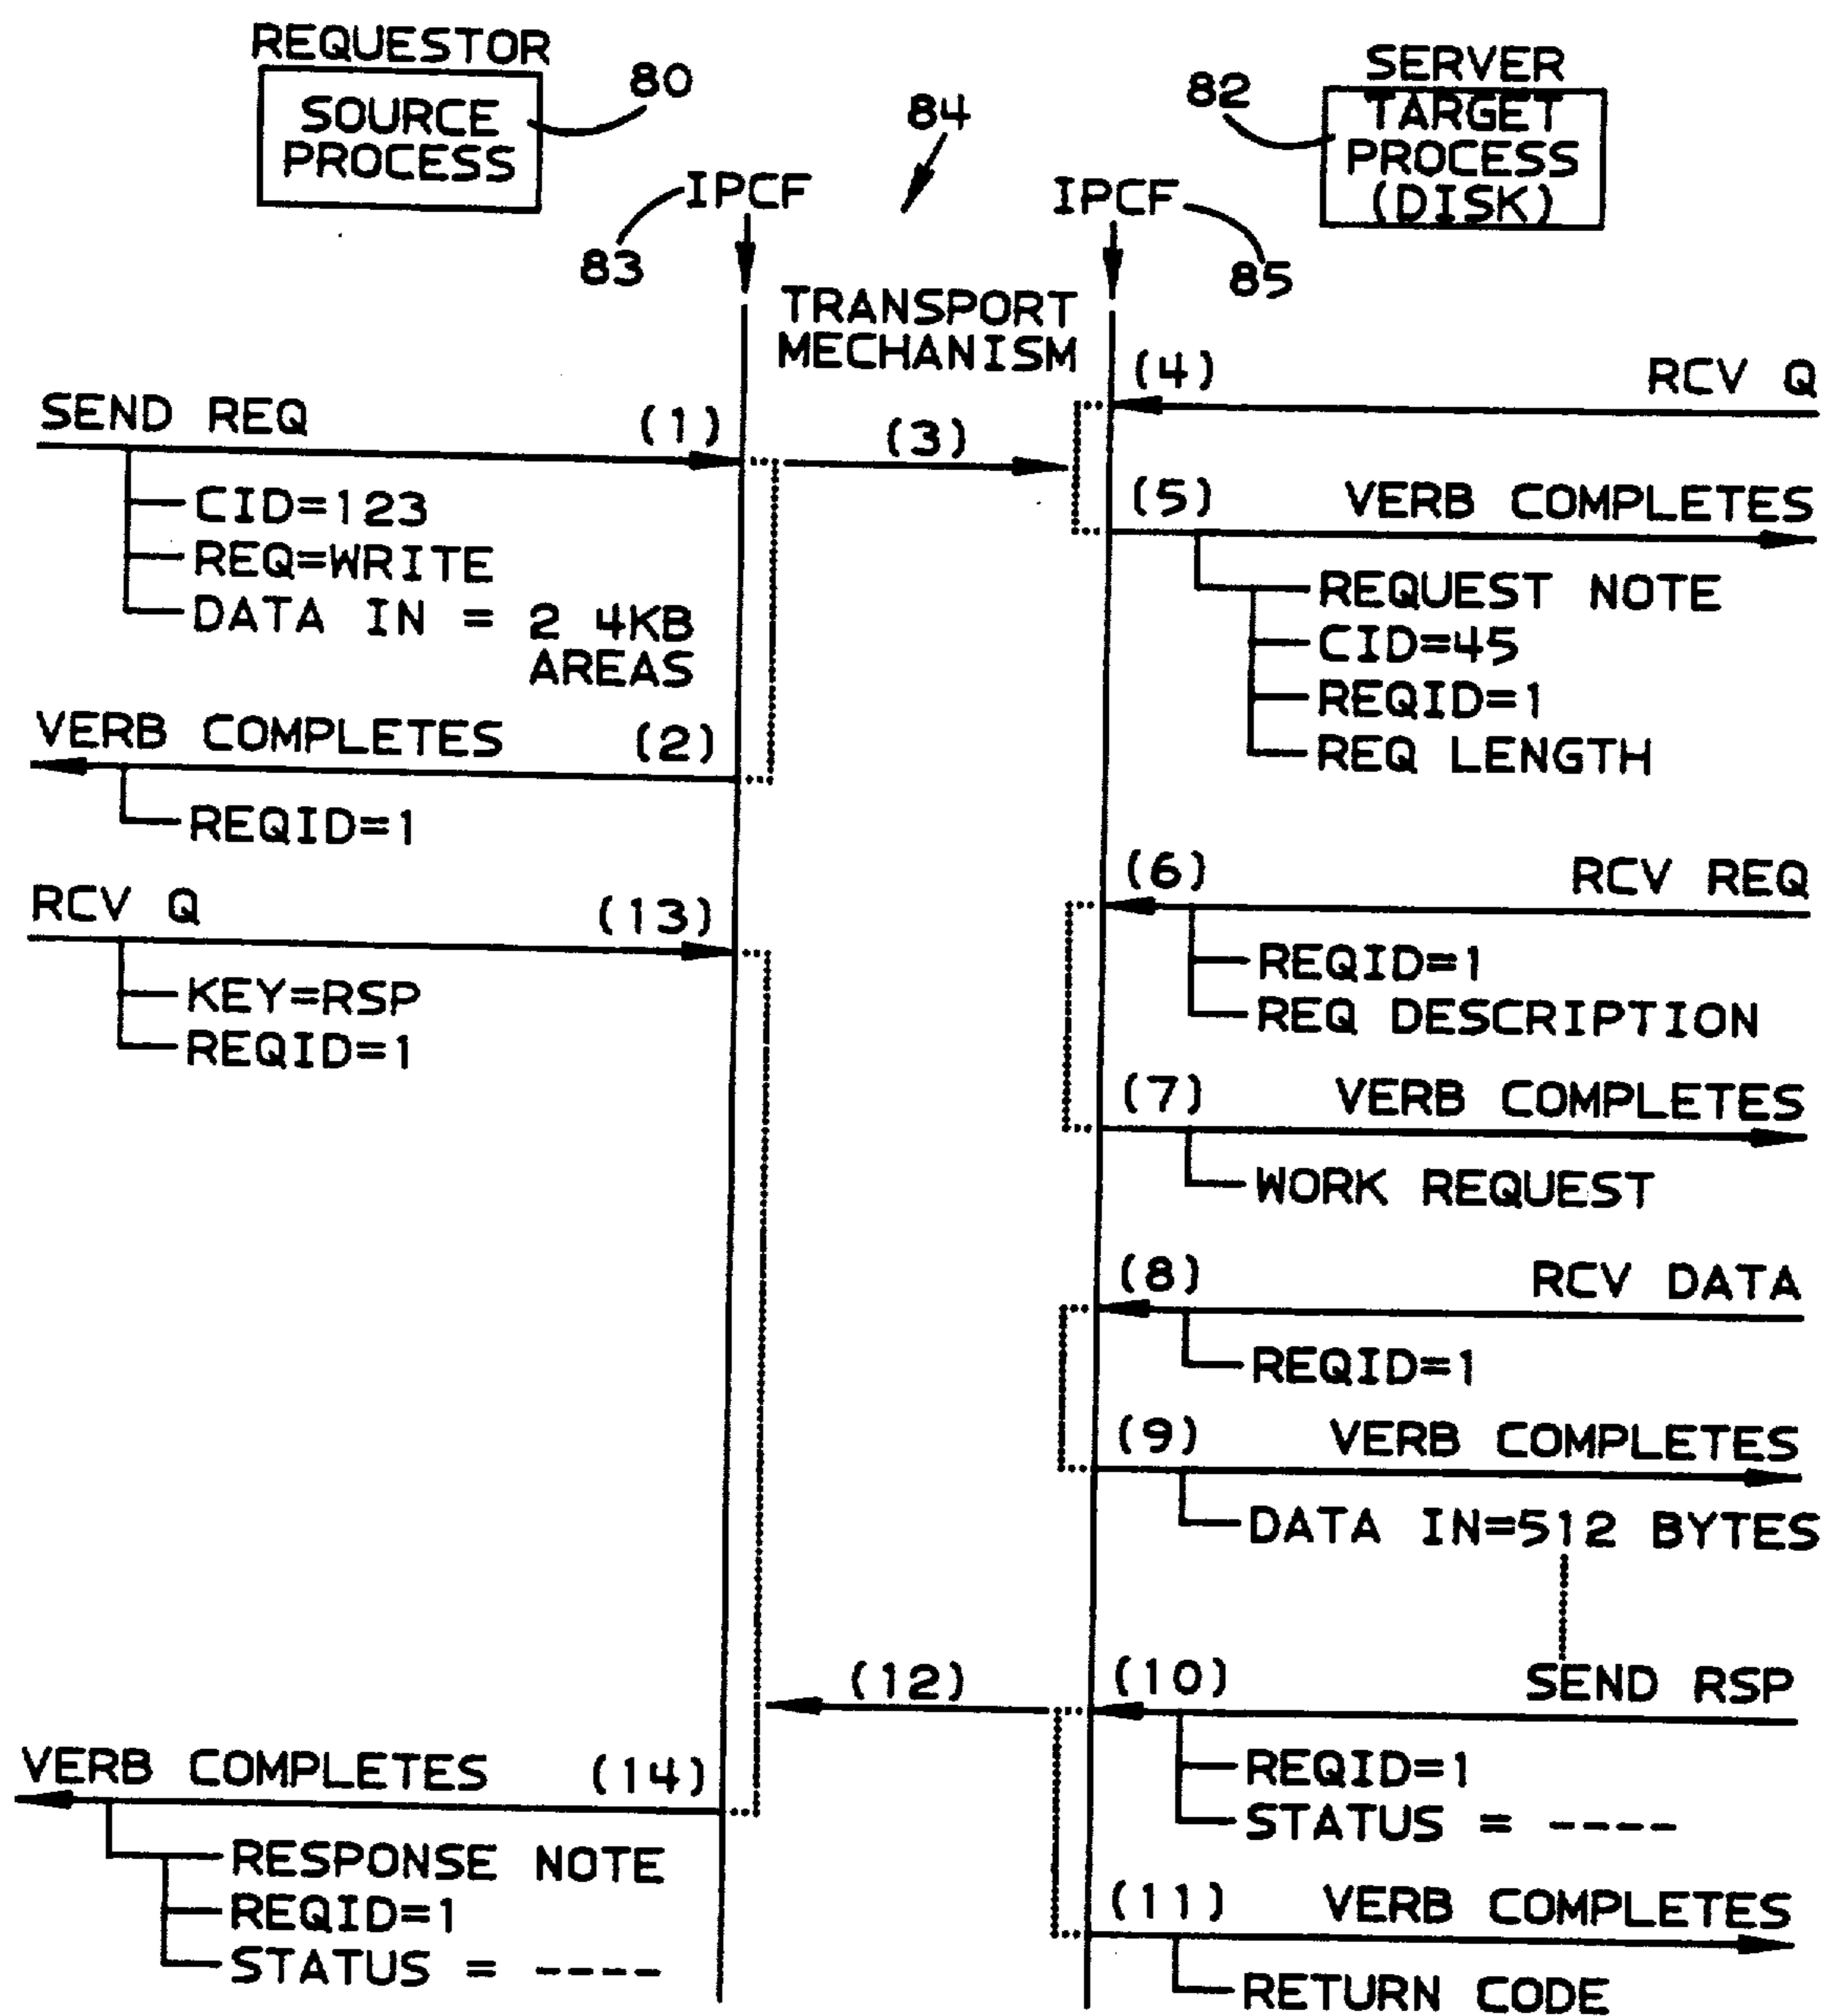 REQUESTOR
SOURCE
PROCESS
80
84
82
SERVER
TARGET
PROCESS
(DISK)
IPCF
83
IPCF
85
TRANSPORT
MECHANISM
SEND REQ
(1)
CID=123
REQ=WRITE
DATA IN = 2 4KB
AREAS
(3)
(4)
RCV Q
(5)
VERB COMPLETES
REQUEST NOTE
CID=45
REQID=1
REQ LENGTH
VERB COMPLETES
(2)
REQID=1
RCV Q
(13)
KEY=RSP
REQID=1
(6)
RCV REQ
REQID=1
REQ DESCRIPTION
(7)
VERB COMPLETES
WORK REQUEST
(8)
RCV DATA
REQID=1
(9)
VERB COMPLETES
DATA IN=512 BYTES
(12)
(10)
SEND RSP
REQID=1
STATUS = ----
VERB COMPLETES
(14)
RESPONSE NOTE
REQID=1
STATUS = ----
(11)
VERB COMPLETES
RETURN CODE